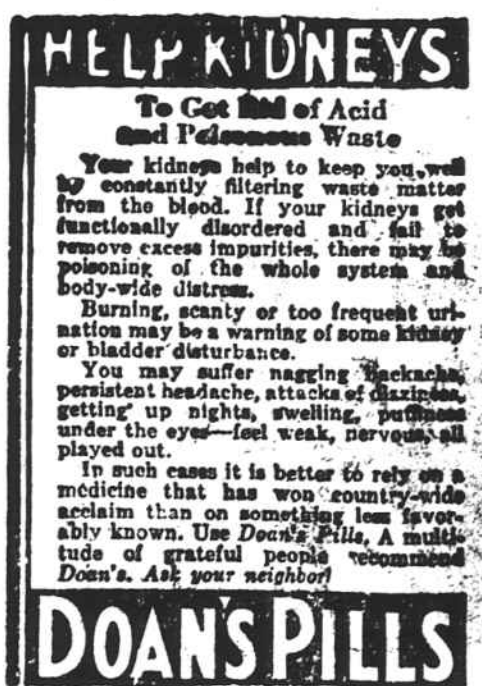 HELP KIDNEYS
To Get Rid of Acid
and Poisonous Waste
Your kidneys help to keep you well
by constantly filtering waste matter
from the blood. If your kidneys get
functionally disordered and fail to
remove excess impurities, there may be
poisoning of the whole system and
body-wide distress.
Burning, scanty or too frequent uri-
nation may be a warning of some kidney
or bladder disturbance.
You may suffer nagging backache,
persistent headache, attacks of dizziness,
getting up nights, swelling, puffiness
under the eyes—feel weak, nervous, all
played out.
In such cases it is better to rely on a
medicine that has won country-wide
acclaim than on something less favor-
ably known. Use Doan's Pills. A multi-
tude of grateful people recommend
Doan's. Ask your neighbor!
DOAN'S PILLS